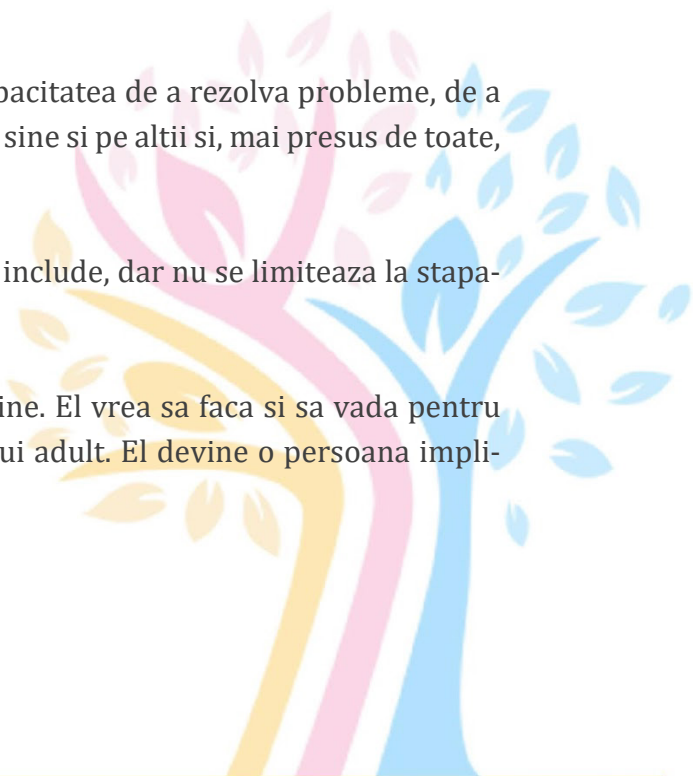 pacitatea de a rezolva probleme, de a
sine si pe altii si, mai presus de toate,
include, dar nu se limiteaza la stapa-
ine. El vrea sa faca si sa vada pentru
ui adult. El devine o persoana impli-